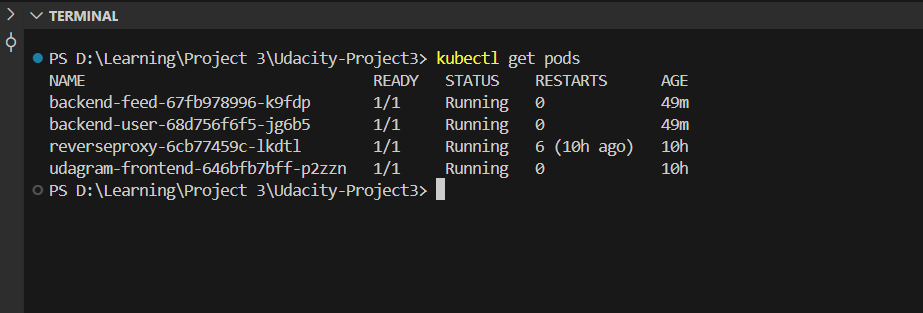 TERMINAL
PS D:\Learning\Project 3\Udacity-Project3> kubectl get pods
NAME READY STATUS RESTARTS AGE
backend-feed-67fb978996-k9fdp 1/1 Running 0 49m
backend-user-68d756f6f5-jg6b5 1/1 Running 0 49m
reverseproxy-6cb77459c-lkdtl 1/1 Running 6 (10h ago) 10h
udagram-frontend-646bfb7bff-p2zzn 1/1 Running 0 10h
PS D:\Learning\Project 3\Udacity-Project3>